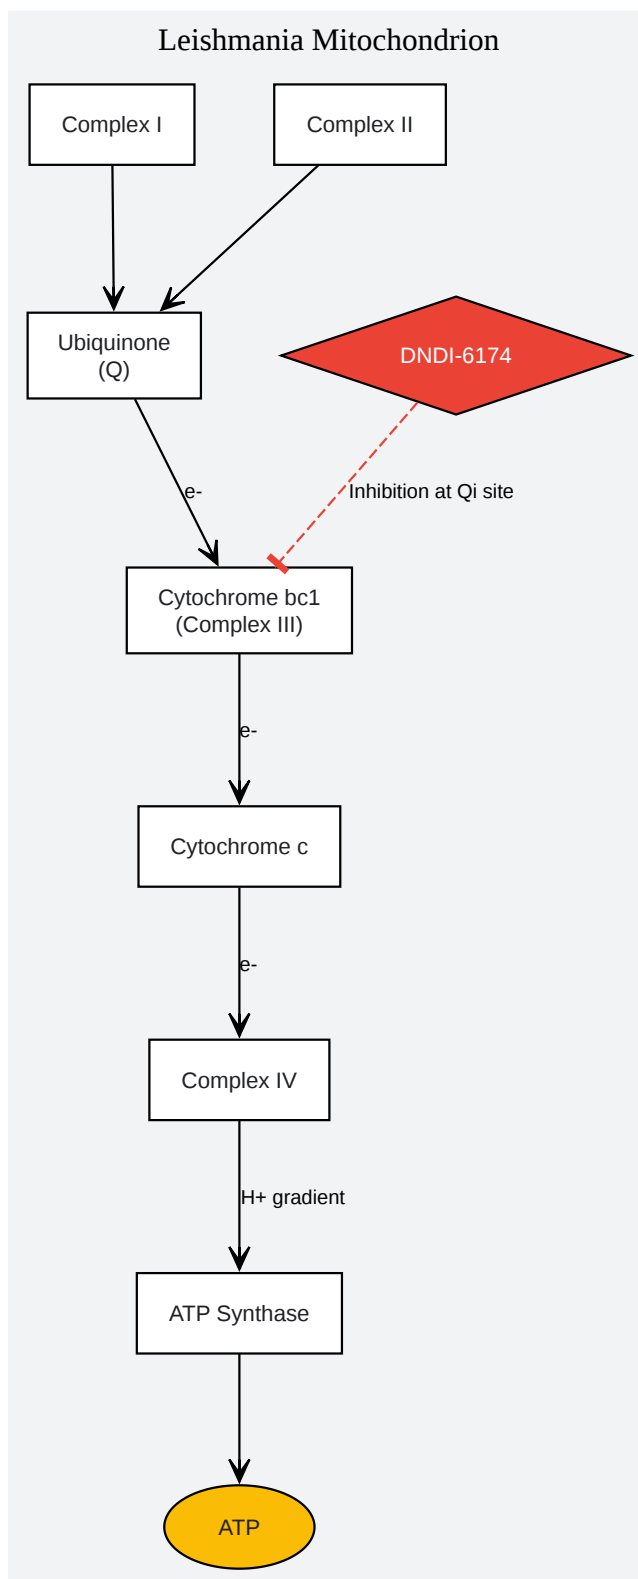 Leishmania Mitochondrion
Complex I
Complex II
Ubiquinone
(Q)
DNDI-6174
e-
Inhibition at Qi site
Cytochrome bc1
(Complex III)
e-
Cytochrome c
e-
Complex IV
H+ gradient
ATP Synthase
ATP